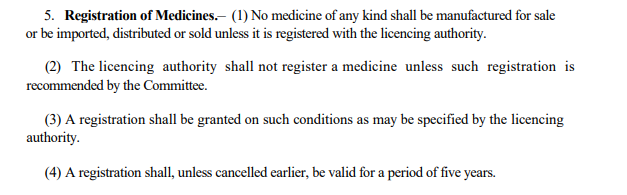 5. Registration of Medicines.– (1) No medicine of any kind shall be manufactured for sale
or be imported, distributed or sold unless it is registered with the licencing authority.
(2) The licencing authority shall not register a medicine unless such registration is
recommended by the Committee.
(3) A registration shall be granted on such conditions as may be specified by the licencing
authority.
(4) A registration shall, unless cancelled earlier, be valid for a period of five years.